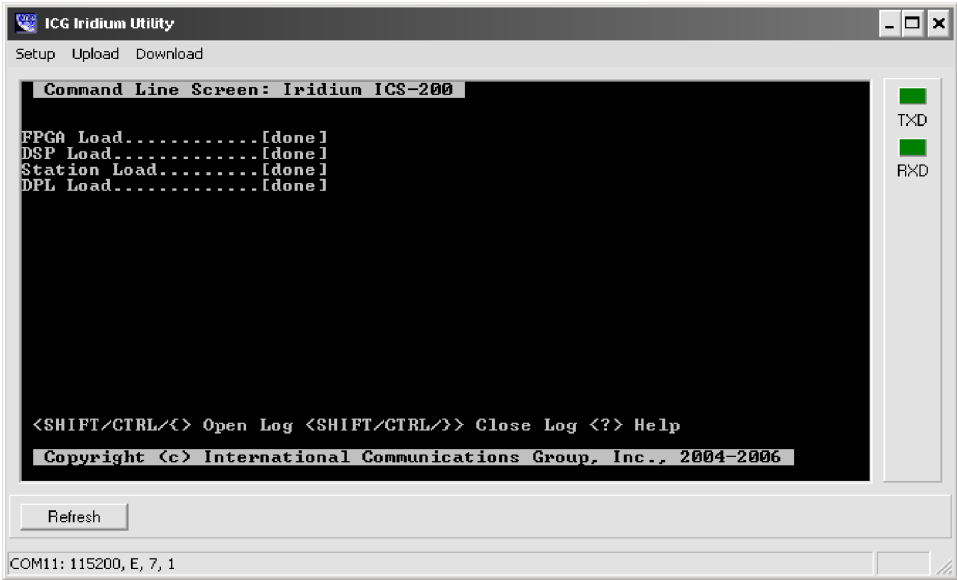 ICG Iridium Utility
Setup Upload Download
Command Line Screen: Iridium ICS-200
FPGA Load............[done]
DSP Load.............[done]
Station Load.........[done]
DPL Load.............[done]
<SHIFT/CTRL/{> Open Log <SHIFT/CTRL/}> Close Log <?> Help
Copyright (c) International Communications Group, Inc., 2004-2006
TXD
RXD
Refresh
COM11: 115200, E, 7, 1